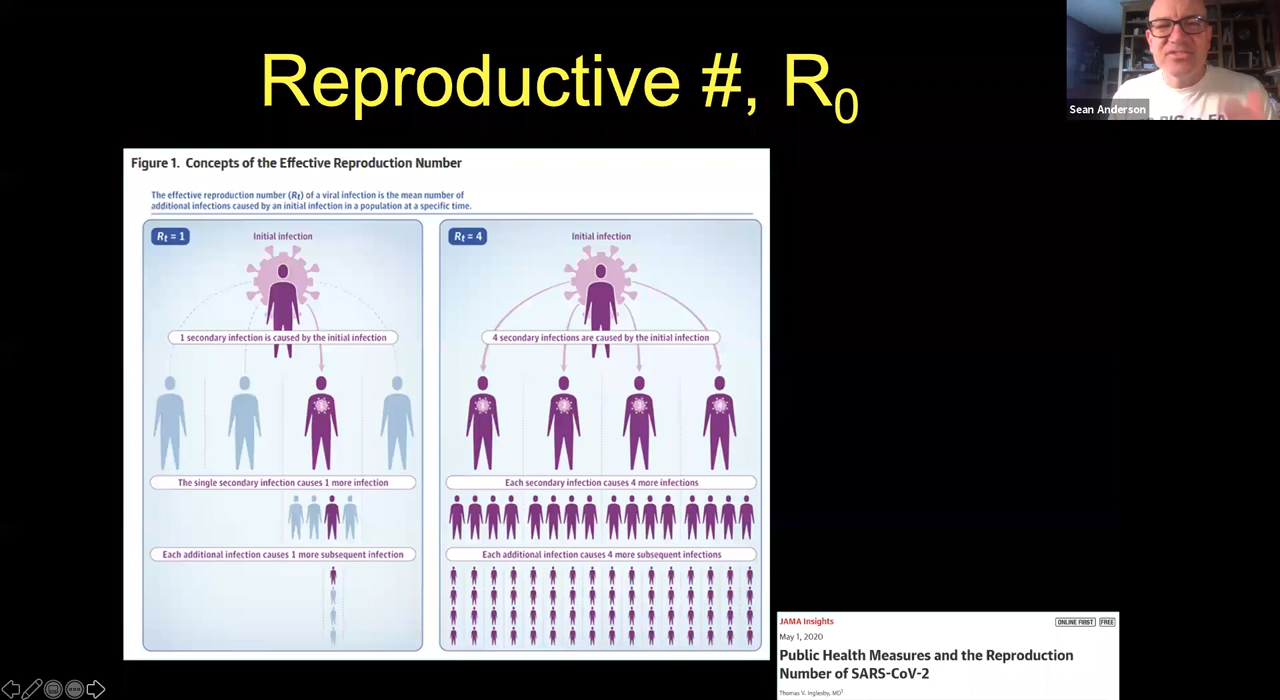 Reproductive #, R0
Sean Anderson
Figure 1. Concepts of the Effective Reproduction Number
The effective reproduction number (Rt) of a viral infection is the mean number of
additional infections caused by an initial infection in a population at a specific time.
Rt = 1
Initial infection
1 secondary infection is caused by the initial infection
1
The single secondary infection causes 1 more infection
Each additional infection causes 1 more subsequent infection
Rt = 4
Initial infection
4 secondary infections are caused by the initial infection
1 2 3 4
Each secondary infection causes 4 more infections
Each additional infection causes 4 more subsequent infections
JAMA Insights
ONLINE FIRST FREE
May 1, 2020
Public Health Measures and the Reproduction
Number of SARS-CoV-2
Thomas V. Inglesby, MD1